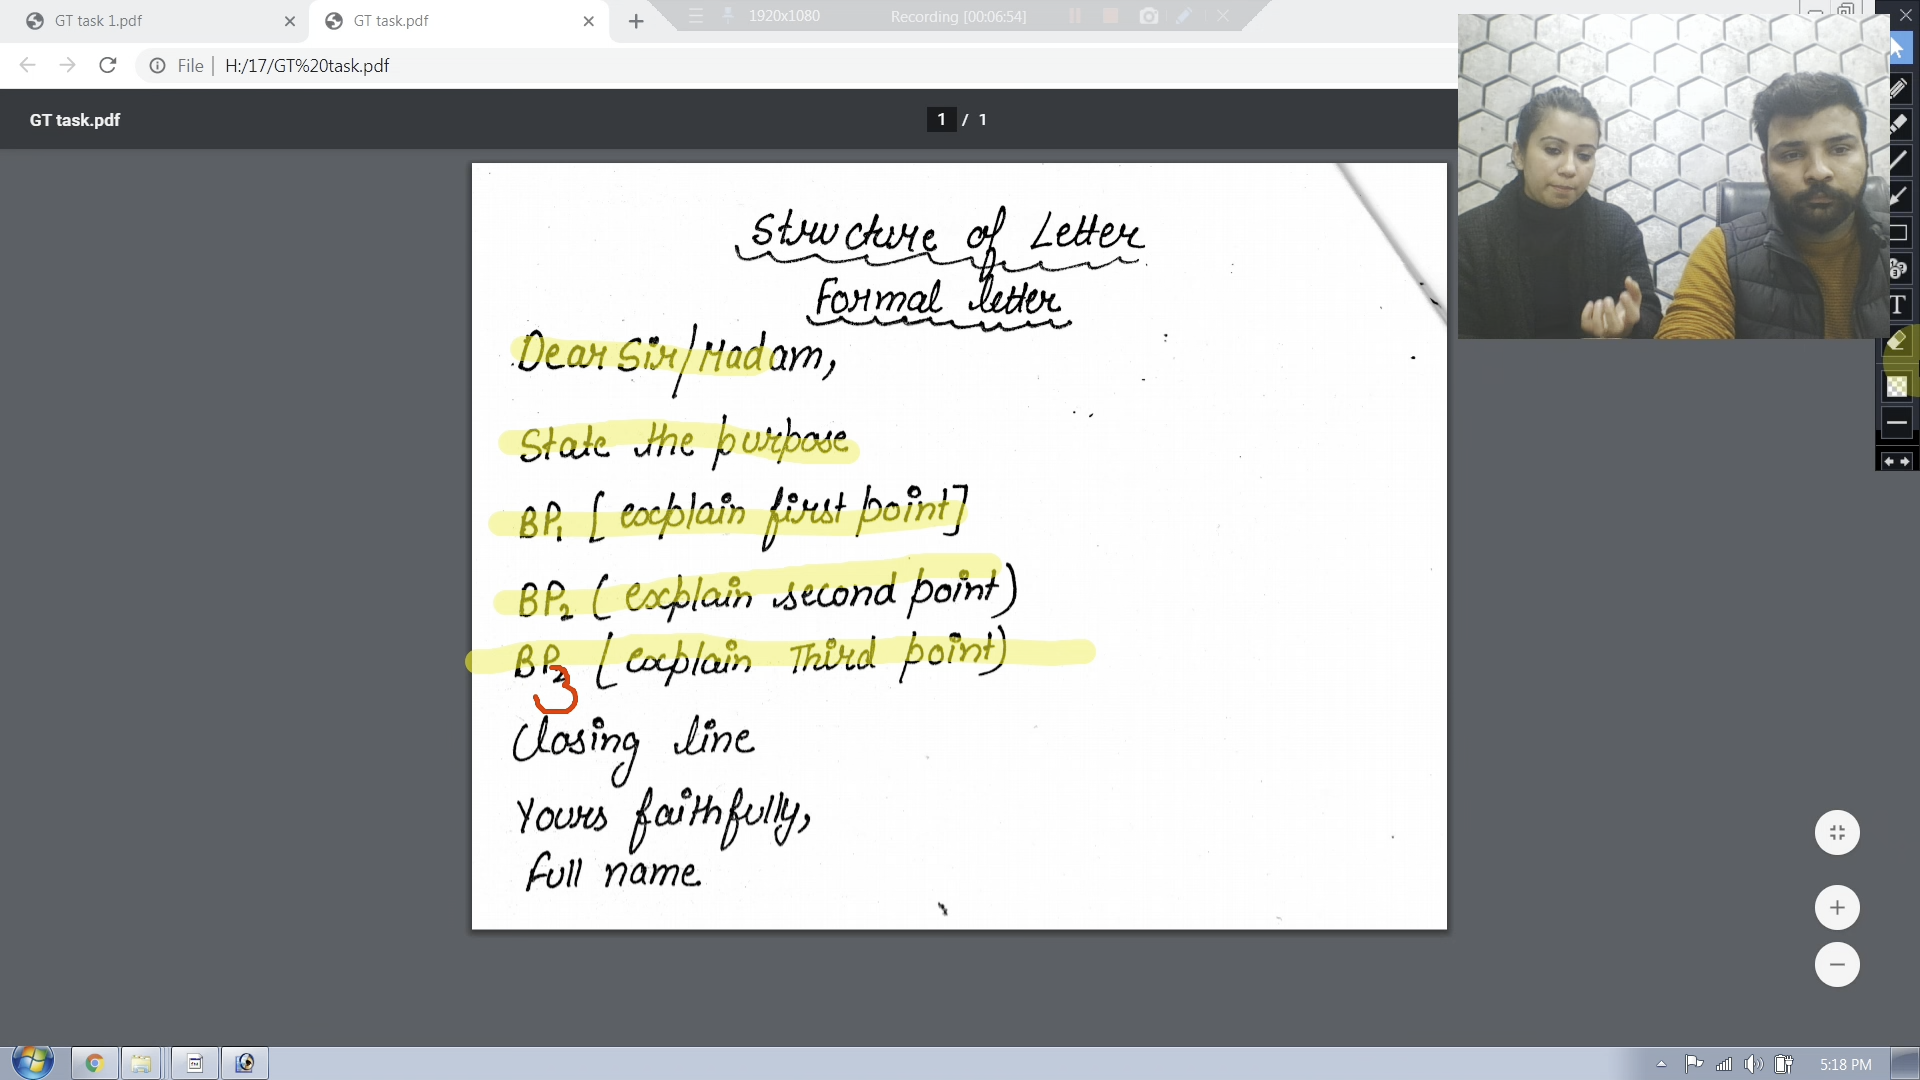 GT task 1.pdf
GT task.pdf
1920x1080
Recording [00:06:54]
File | H:/17/GT%20task.pdf
GT task.pdf
1 / 1
Structure of Letter
Formal letter
Dear Sir/Madam,
State the purpose
BP1 [explain first point]
BP2 (explain second point)
BP2 (explain Third point)
3
Closing line
Yours faithfully,
Full name.
T
5:18 PM